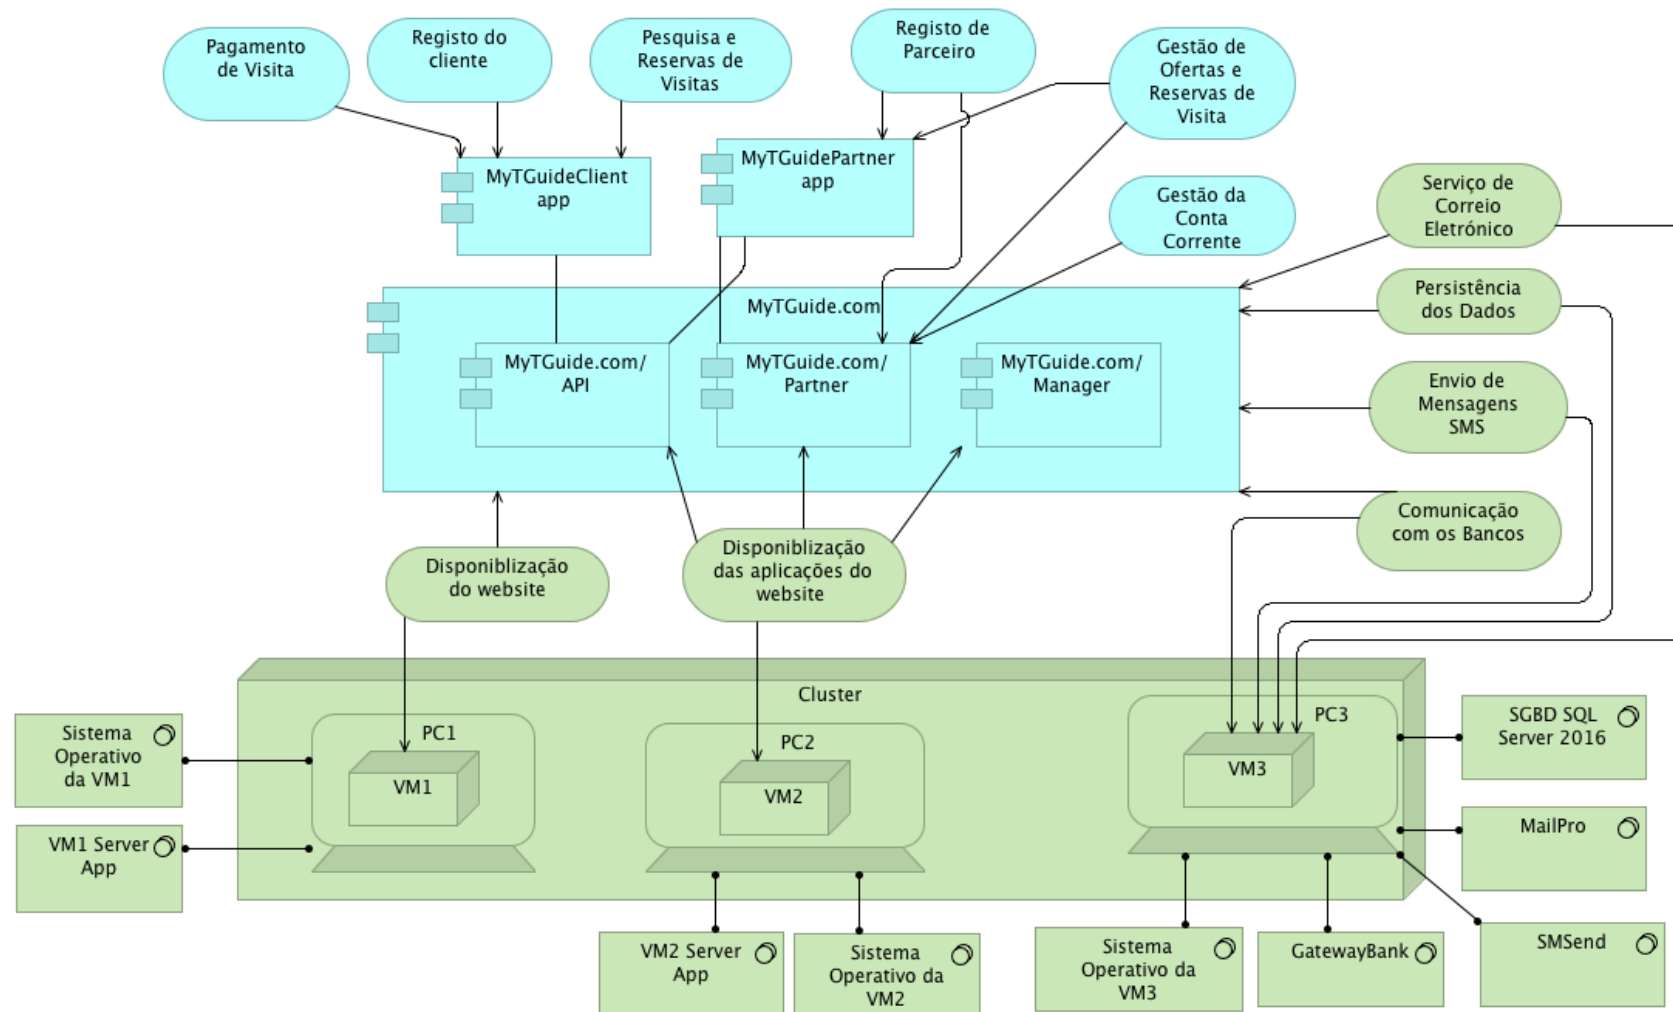 Pagamento
de Visita
Registo do
cliente
Pesquisa e
Reservas de
Visitas
Registo de
Parceiro
Gestão de
Ofertas e
Reservas de
Visita
MyTGuideClient
app
MyTGuidePartner
app
Gestão da
Conta
Corrente
Serviço de
Correio
Eletrónico
Persistência
dos Dados
MyTGuide.com
MyTGuide.com/
API
MyTGuide.com/
Partner
MyTGuide.com/
Manager
Envio de
Mensagens
SMS
Comunicação
com os Bancos
Disponiblização
do website
Disponiblização
das aplicações do
website
Cluster
PC1
VM1
PC2
VM2
PC3
VM3
Sistema
Operativo
da VM1
VM1 Server
App
SGBD SQL
Server 2016
MailPro
VM2 Server
App
Sistema
Operativo da
VM2
Sistema
Operativo da
VM3
GatewayBank
SMSend